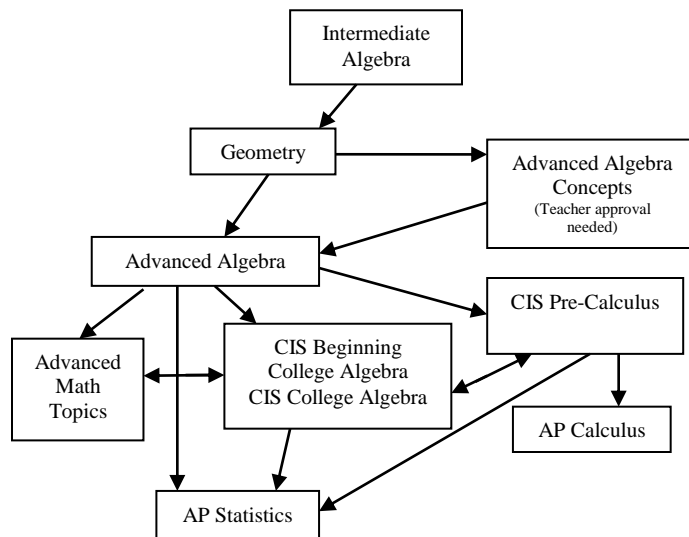 Intermediate
Algebra
Geometry
Advanced Algebra
Concepts
(Teacher approval
needed)
Advanced Algebra
CIS Pre-Calculus
Advanced
Math
Topics
CIS Beginning
College Algebra
CIS College Algebra
AP Calculus
AP Statistics